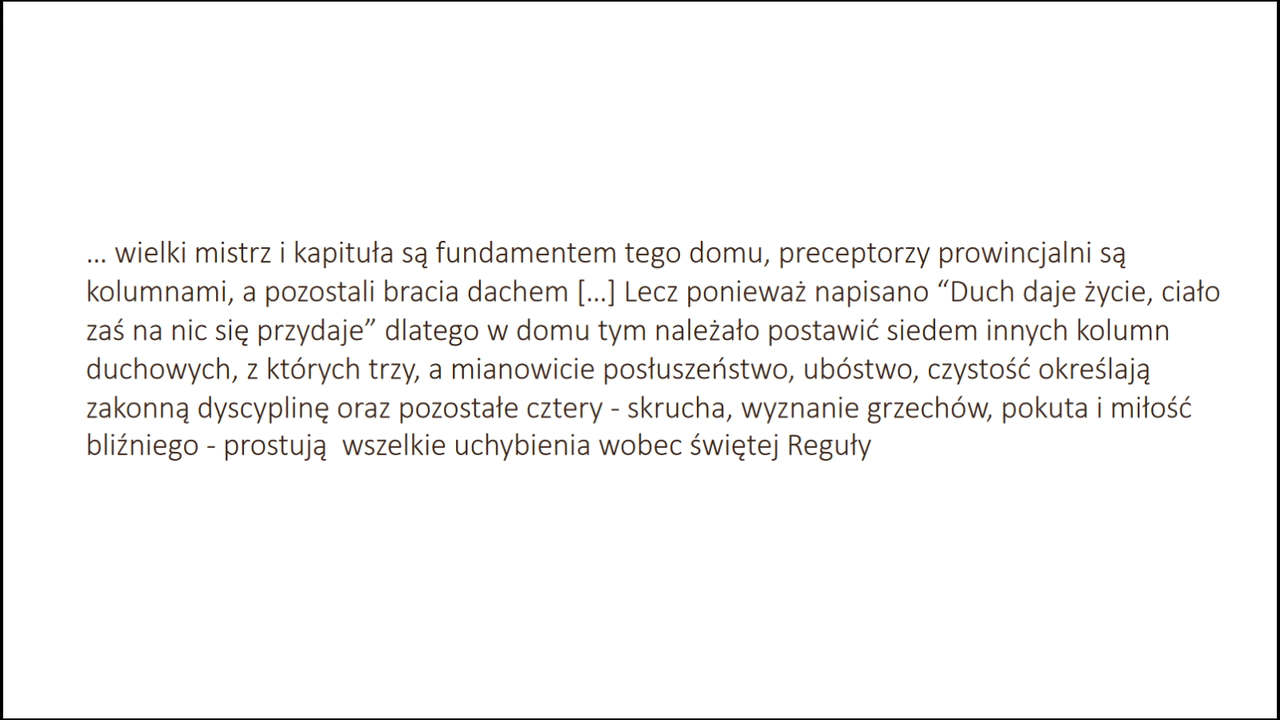 ... wielki mistrz i kapituła są fundamentem tego domu, preceptorzy prowincjalni są
kolumnami, a pozostali bracia dachem [...] Lecz ponieważ napisano “Duch daje życie, ciało
zaś na nic się przydaje” dlatego w domu tym należało postawić siedem innych kolumn
duchowych, z których trzy, a mianowicie posłuszeństwo, ubóstwo, czystość określają
zakonną dyscyplinę oraz pozostałe cztery - skrucha, wyznanie grzechów, pokuta i miłość
bliźniego - prostują  wszelkie uchybienia wobec świętej Reguły